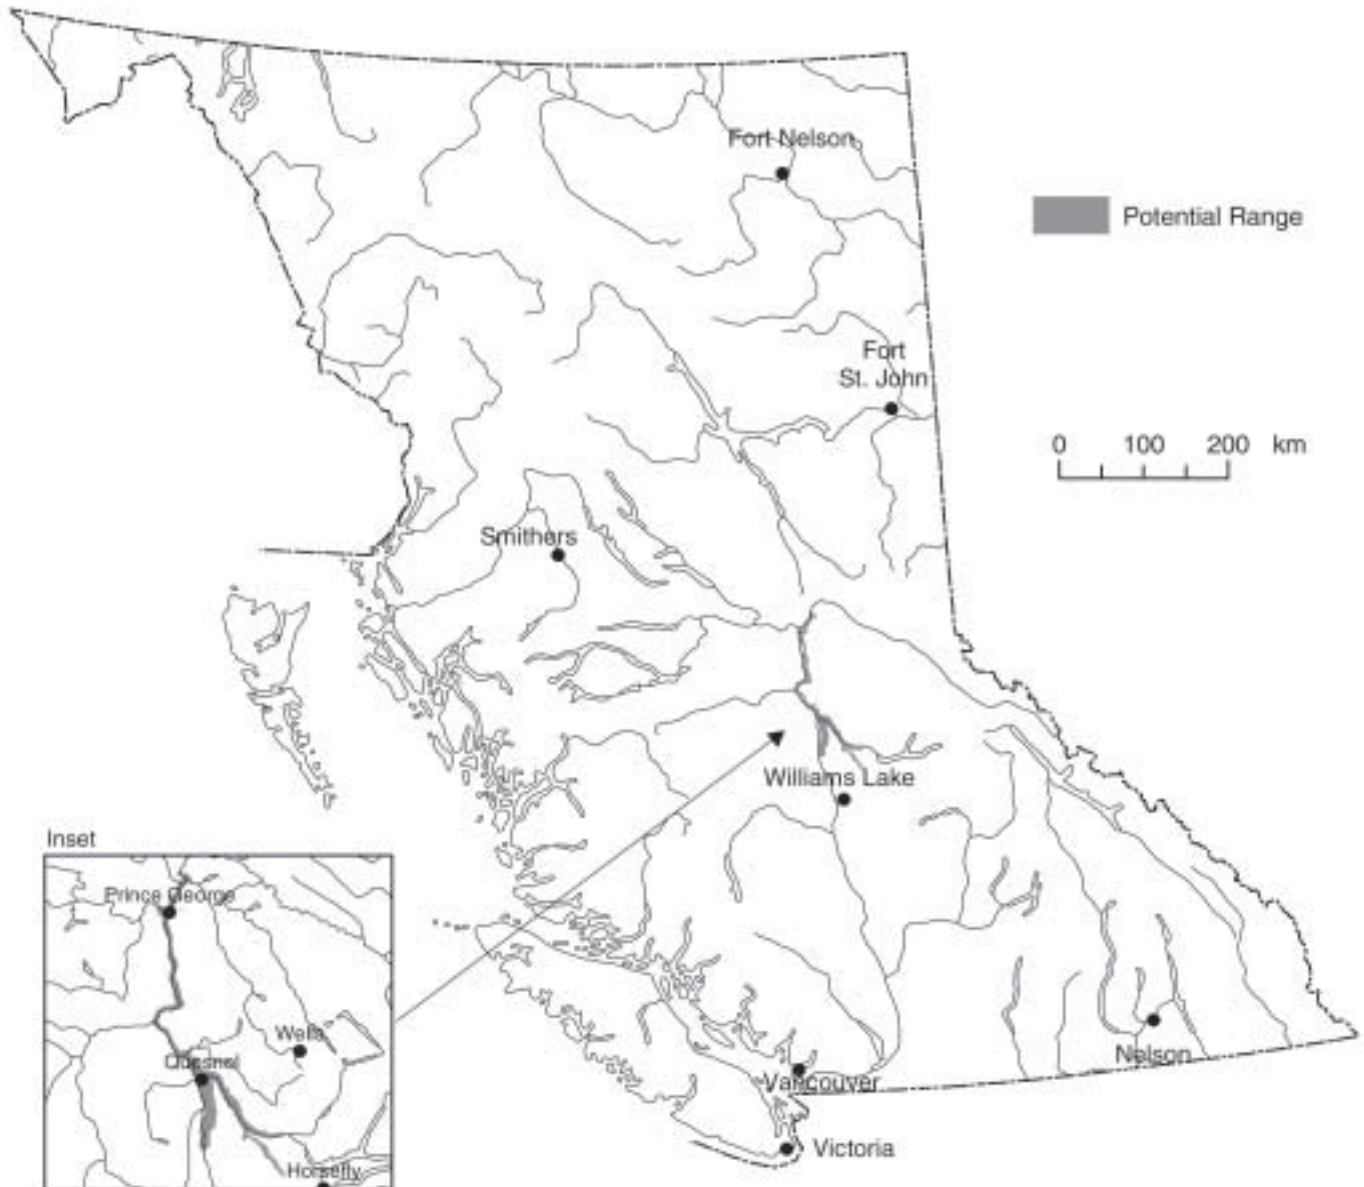 Fort Nelson
Potential Range
Fort
St. John
0 100 200 km
Smithers
Williams Lake
Inset
Prince George
Wells
Quesnel
Horsefly
Nelson
Vancouver
Victoria